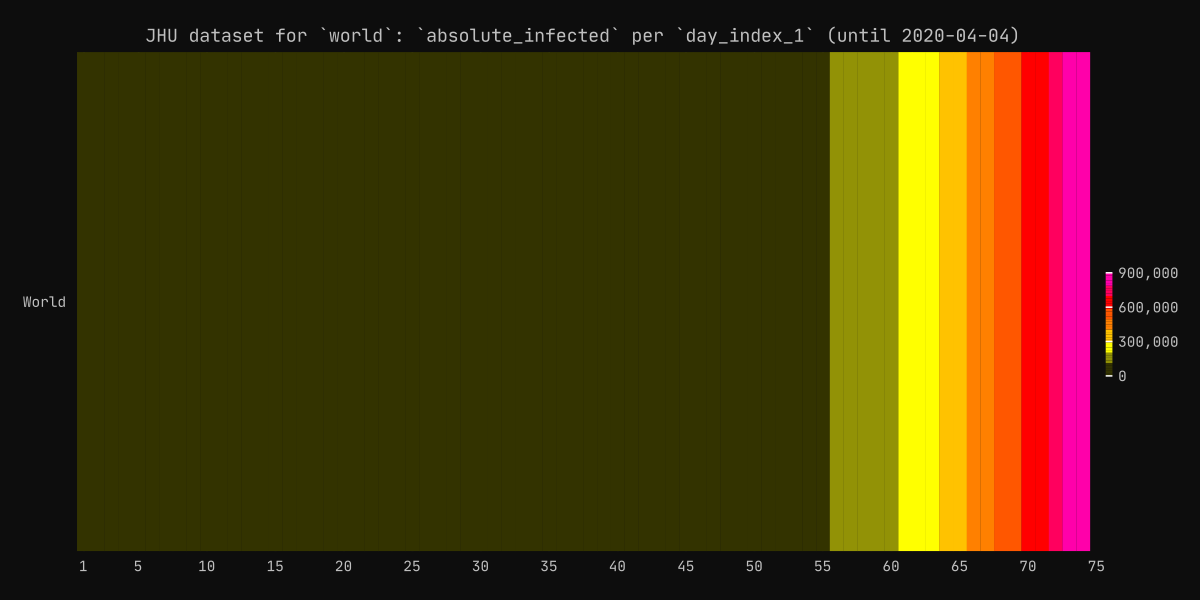 JHU dataset for `world`: `absolute_infected` per `day_index_1` (until 2020-04-04)
World
900,000
600,000
300,000
0
1 5 10 15 20 25 30 35 40 45 50 55 60 65 70 75